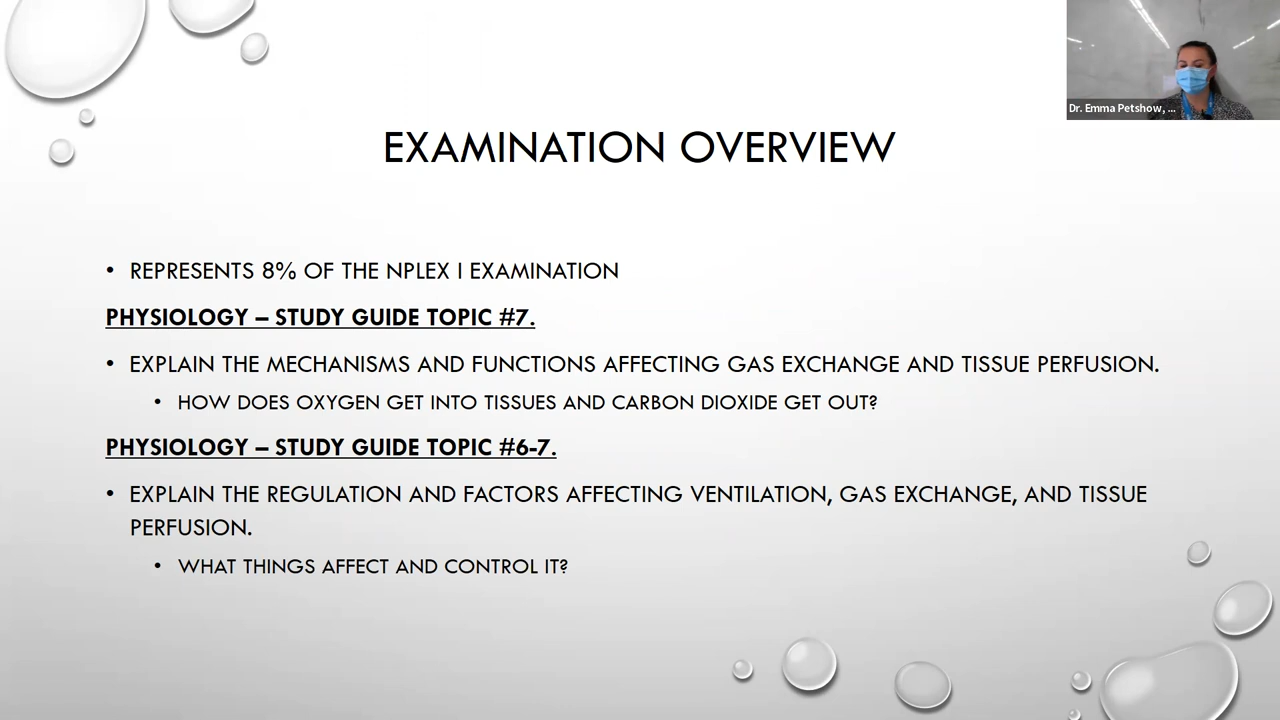 Dr. Emma Petshow, ...
EXAMINATION OVERVIEW
• REPRESENTS 8% OF THE NPLEX I EXAMINATION
PHYSIOLOGY – STUDY GUIDE TOPIC #7.
• EXPLAIN THE MECHANISMS AND FUNCTIONS AFFECTING GAS EXCHANGE AND TISSUE PERFUSION.
• HOW DOES OXYGEN GET INTO TISSUES AND CARBON DIOXIDE GET OUT?
PHYSIOLOGY – STUDY GUIDE TOPIC #6-7.
• EXPLAIN THE REGULATION AND FACTORS AFFECTING VENTILATION, GAS EXCHANGE, AND TISSUE
PERFUSION.
• WHAT THINGS AFFECT AND CONTROL IT?